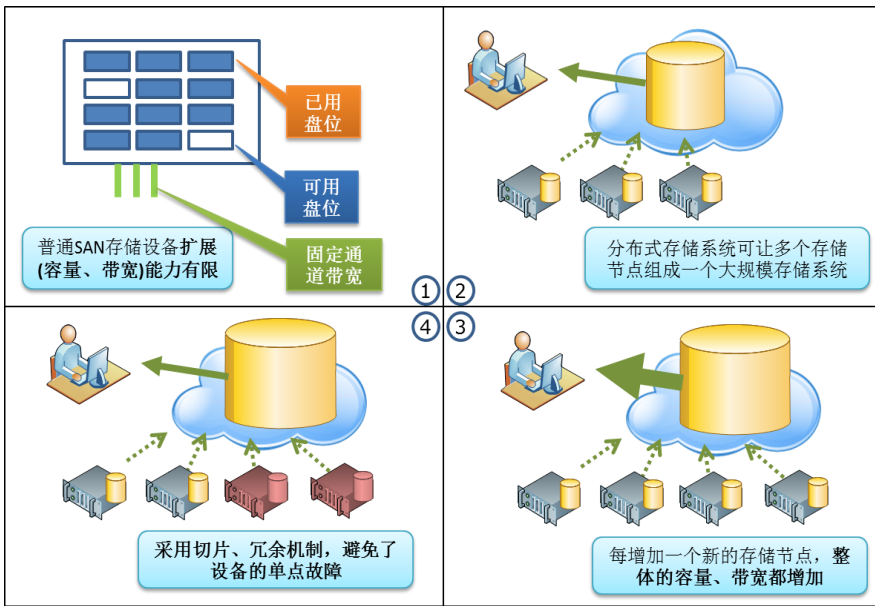 已用
盘位
可用
盘位
固定通
道带宽
普通SAN存储设备扩展
(容量、带宽)能力有限
①
②
分布式存储系统可让多个存储
节点组成一个大规模存储系统
③
每增加一个新的存储节点，整
体的容量、带宽都增加
④
采用切片、冗余机制，避免了
设备的单点故障